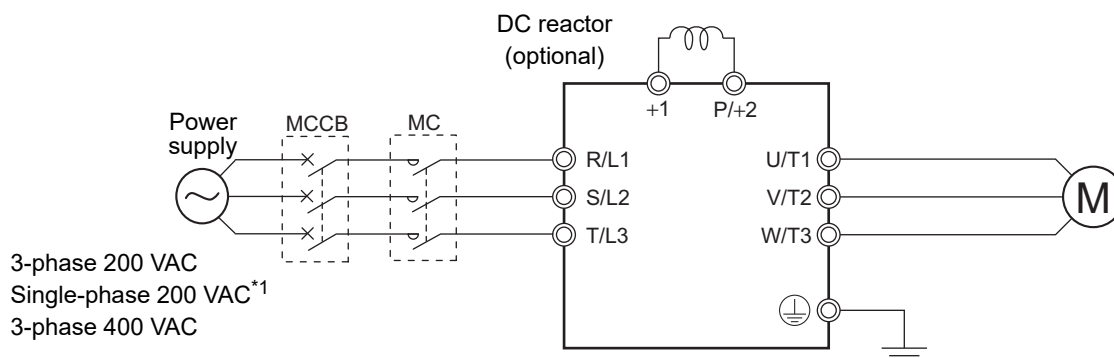 DC reactor
(optional)
+1
P/+2
Power
supply
MCCB
MC
R/L1
U/T1
S/L2
V/T2
M
T/L3
W/T3
3-phase 200 VAC
Single-phase 200 VAC*1
3-phase 400 VAC